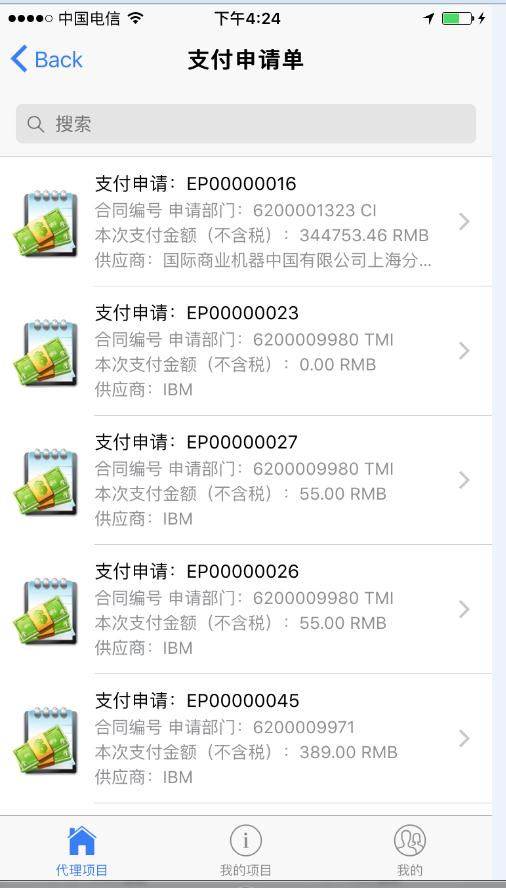 中国电信 下午4:24
Back 支付申请单
搜索
支付申请：EP00000016
合同编号 申请部门：6200001323 CI
本次支付金额（不含税）：344753.46 RMB
供应商：国际商业机器中国有限公司上海分...
支付申请：EP00000023
合同编号 申请部门：6200009980 TMI
本次支付金额（不含税）：0.00 RMB
供应商：IBM
支付申请：EP00000027
合同编号 申请部门：6200009980 TMI
本次支付金额（不含税）：55.00 RMB
供应商：IBM
支付申请：EP00000026
合同编号 申请部门：6200009980 TMI
本次支付金额（不含税）：55.00 RMB
供应商：IBM
支付申请：EP00000045
合同编号 申请部门：6200009971
本次支付金额（不含税）：389.00 RMB
供应商：IBM
代理项目 我的项目 我的